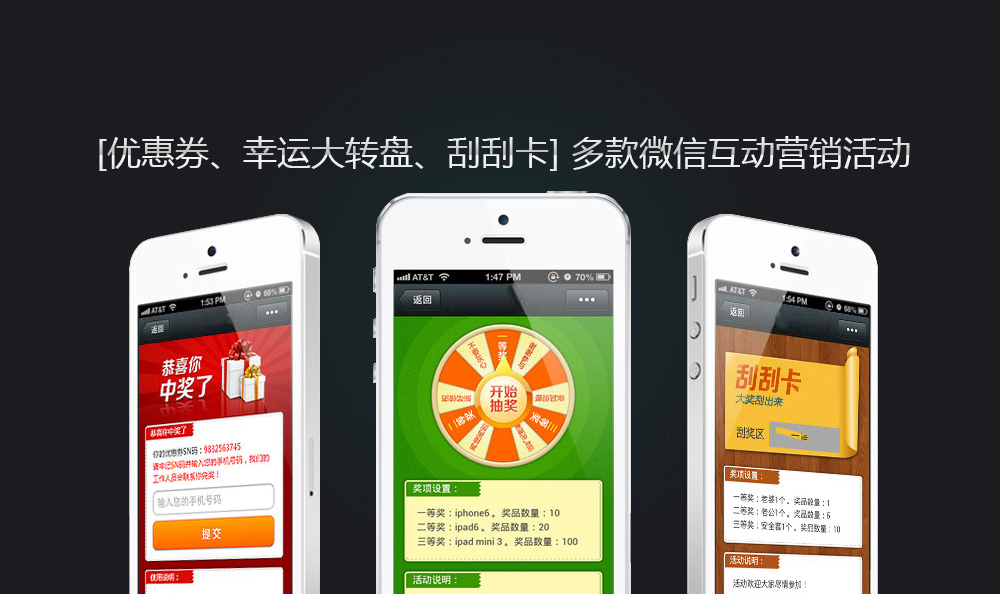 [优惠券、幸运大转盘、刮刮卡] 多款微信互动营销活动
AT&T 1:53 PM 68%
返回
恭喜你
中奖了
恭喜你中奖了
你的优惠券SN码：9832563745
请牢记SN码并输入您的手机号码，我们的
工作人员会联系你兑奖！
输入您的手机号码
提交
使用说明：
AT&T 1:47 PM 70%
返回
一等奖
二等奖
三等奖
开始
抽奖
奖项设置：
一等奖：iphone6 。奖品数量：10
二等奖：ipad6 。奖品数量：20
三等奖：ipad mini 3 。奖品数量：100
活动说明：
AT&T 1:54 PM 68%
返回
刮刮卡
大奖刮出来
刮奖区
奖项设置：
一等奖：老婆1个 。奖品数量：1
二等奖：老公1个 。奖品数量：5
三等奖：安全套1个 。奖品数量：10
活动说明：
活动欢迎大家尽情参加！